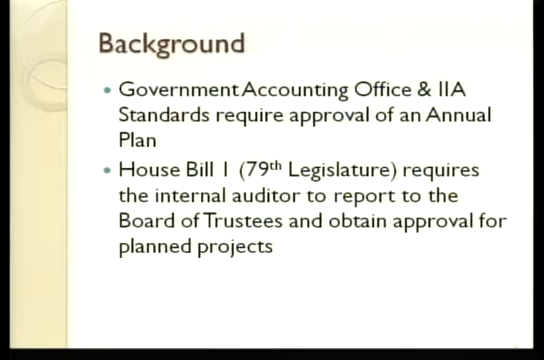 Background
• Government Accounting Office & IIA
Standards require approval of an Annual
Plan
• House Bill 1 (79th Legislature) requires
the internal auditor to report to the
Board of Trustees and obtain approval for
planned projects